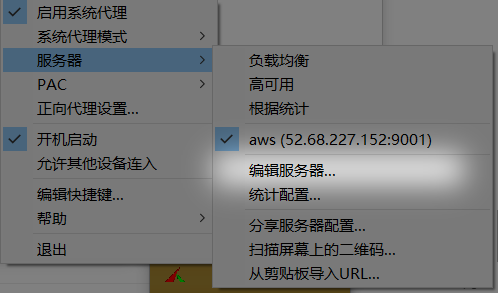 启用系统代理
系统代理模式
服务器
PAC
正向代理设置...
开机启动
允许其他设备连入
编辑快捷键...
帮助
退出
负载均衡
高可用
根据统计
aws (52.68.227.152:9001)
编辑服务器...
统计配置...
分享服务器配置...
扫描屏幕上的二维码...
从剪贴板导入URL...